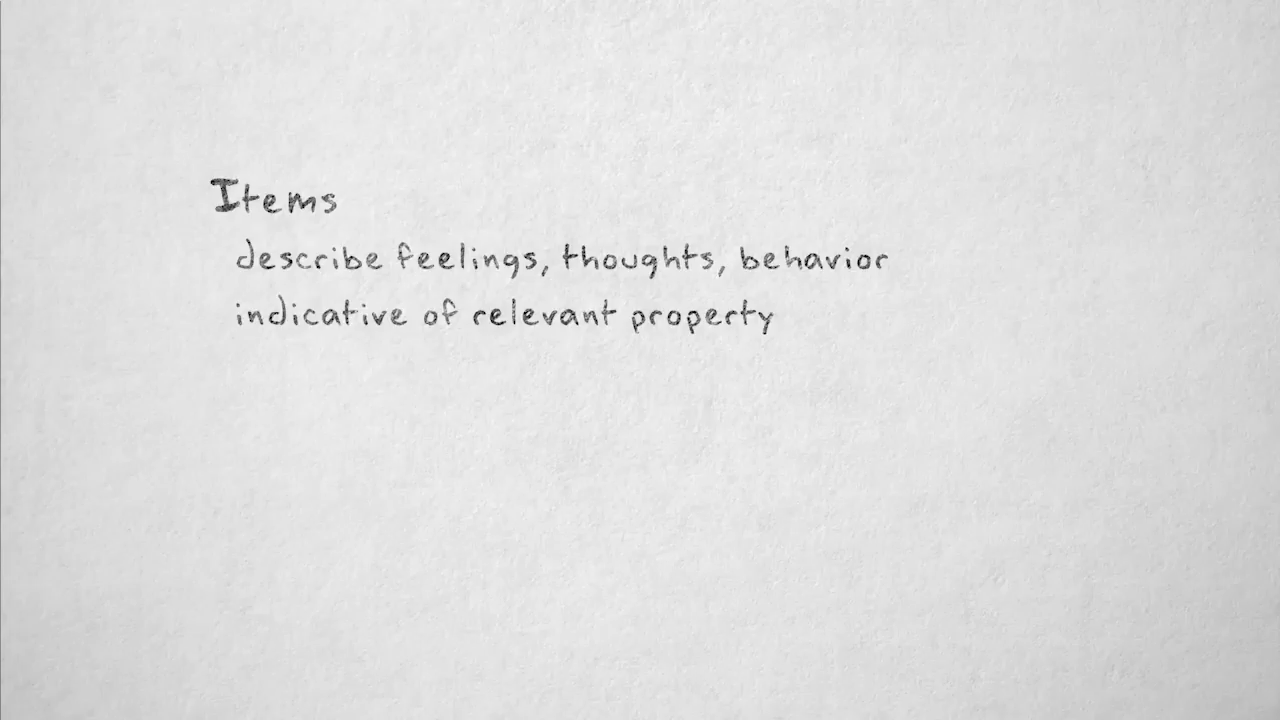 Items
describe feelings, thoughts, behavior
indicative of relevant property